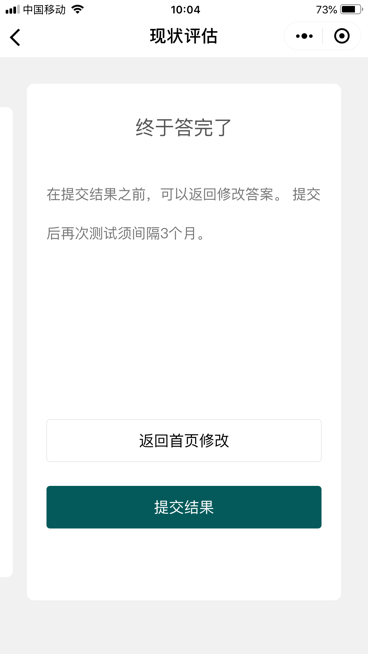 中国移动 10:04 73%
现状评估
终于答完了
在提交结果之前，可以返回修改答案。 提交
后再次测试须间隔3个月。
返回首页修改
提交结果